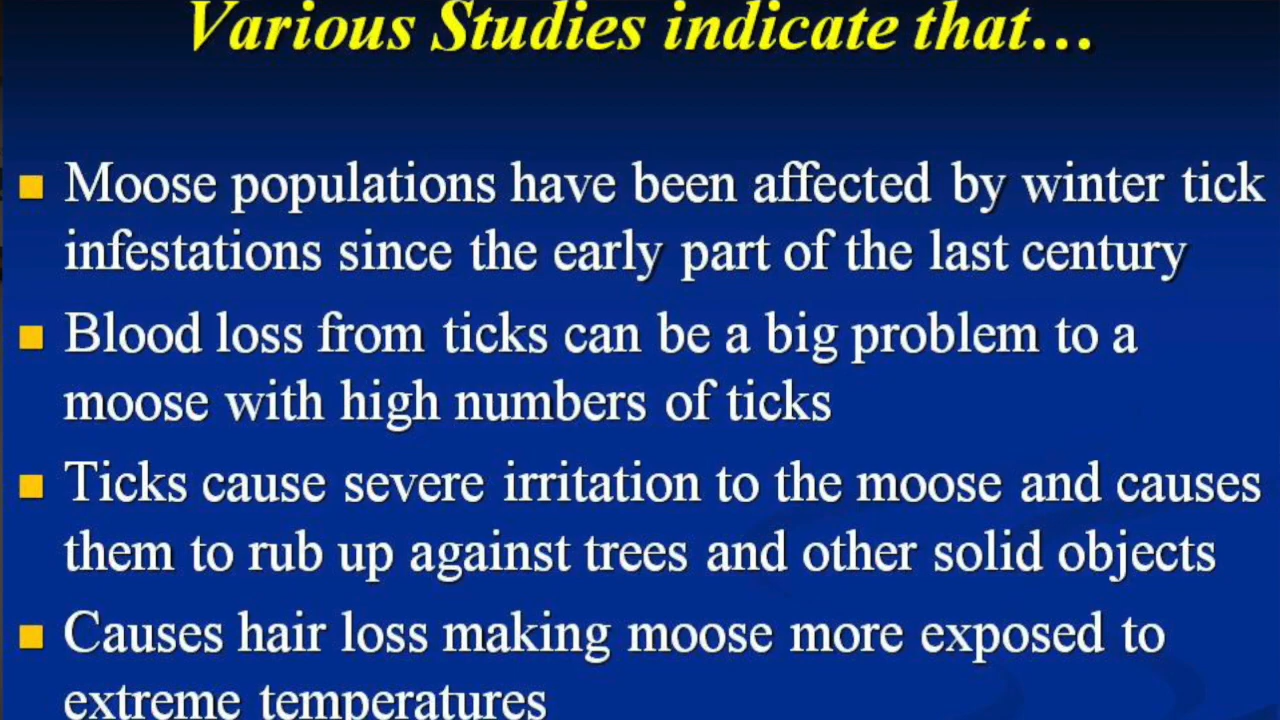 Various Studies indicate that...
Moose populations have been affected by winter tick
infestations since the early part of the last century
Blood loss from ticks can be a big problem to a
moose with high numbers of ticks
Ticks cause severe irritation to the moose and causes
them to rub up against trees and other solid objects
Causes hair loss making moose more exposed to
extreme temperatures